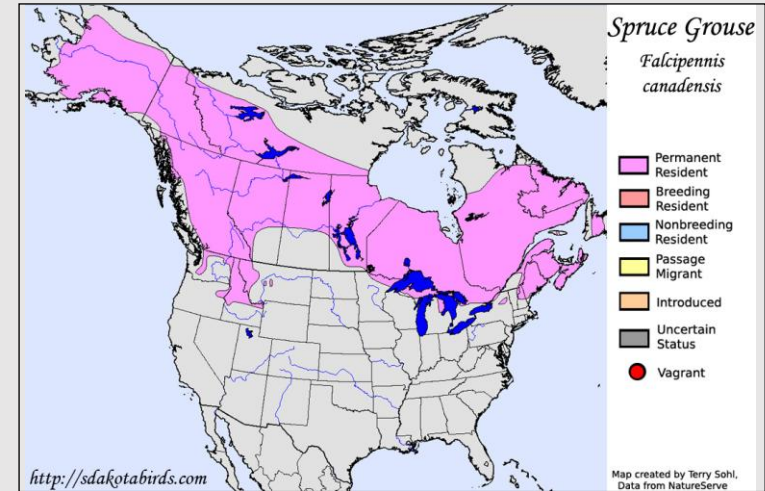 Spruce Grouse
Falcipennis
canadensis
Permanent
Resident
Breeding
Resident
Nonbreeding
Resident
Passage
Migrant
Introduced
Uncertain
Status
Vagrant
http://sdakotabirds.com
Map created by Terry Sohl,
Data from NatureServe